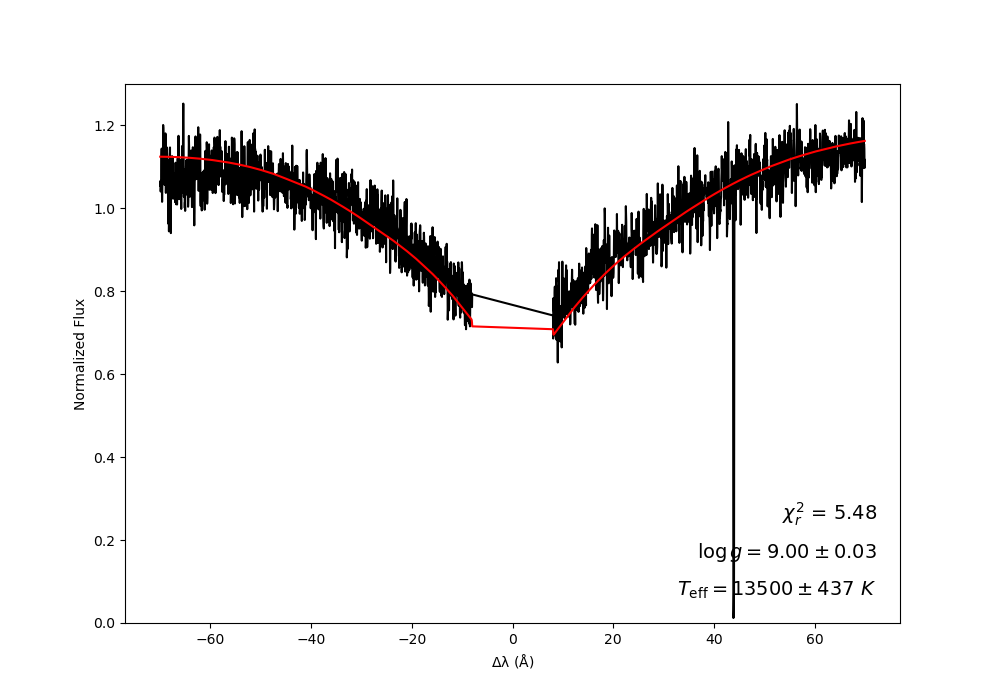 1.2
1.0
0.8
0.6
0.4
0.2
0.0
Normalized Flux
χ²ᵣ = 5.48
log g = 9.00 ± 0.03
T_eff = 13500 ± 437 K
−60 −40 −20 0 20 40 60
Δλ (Å)